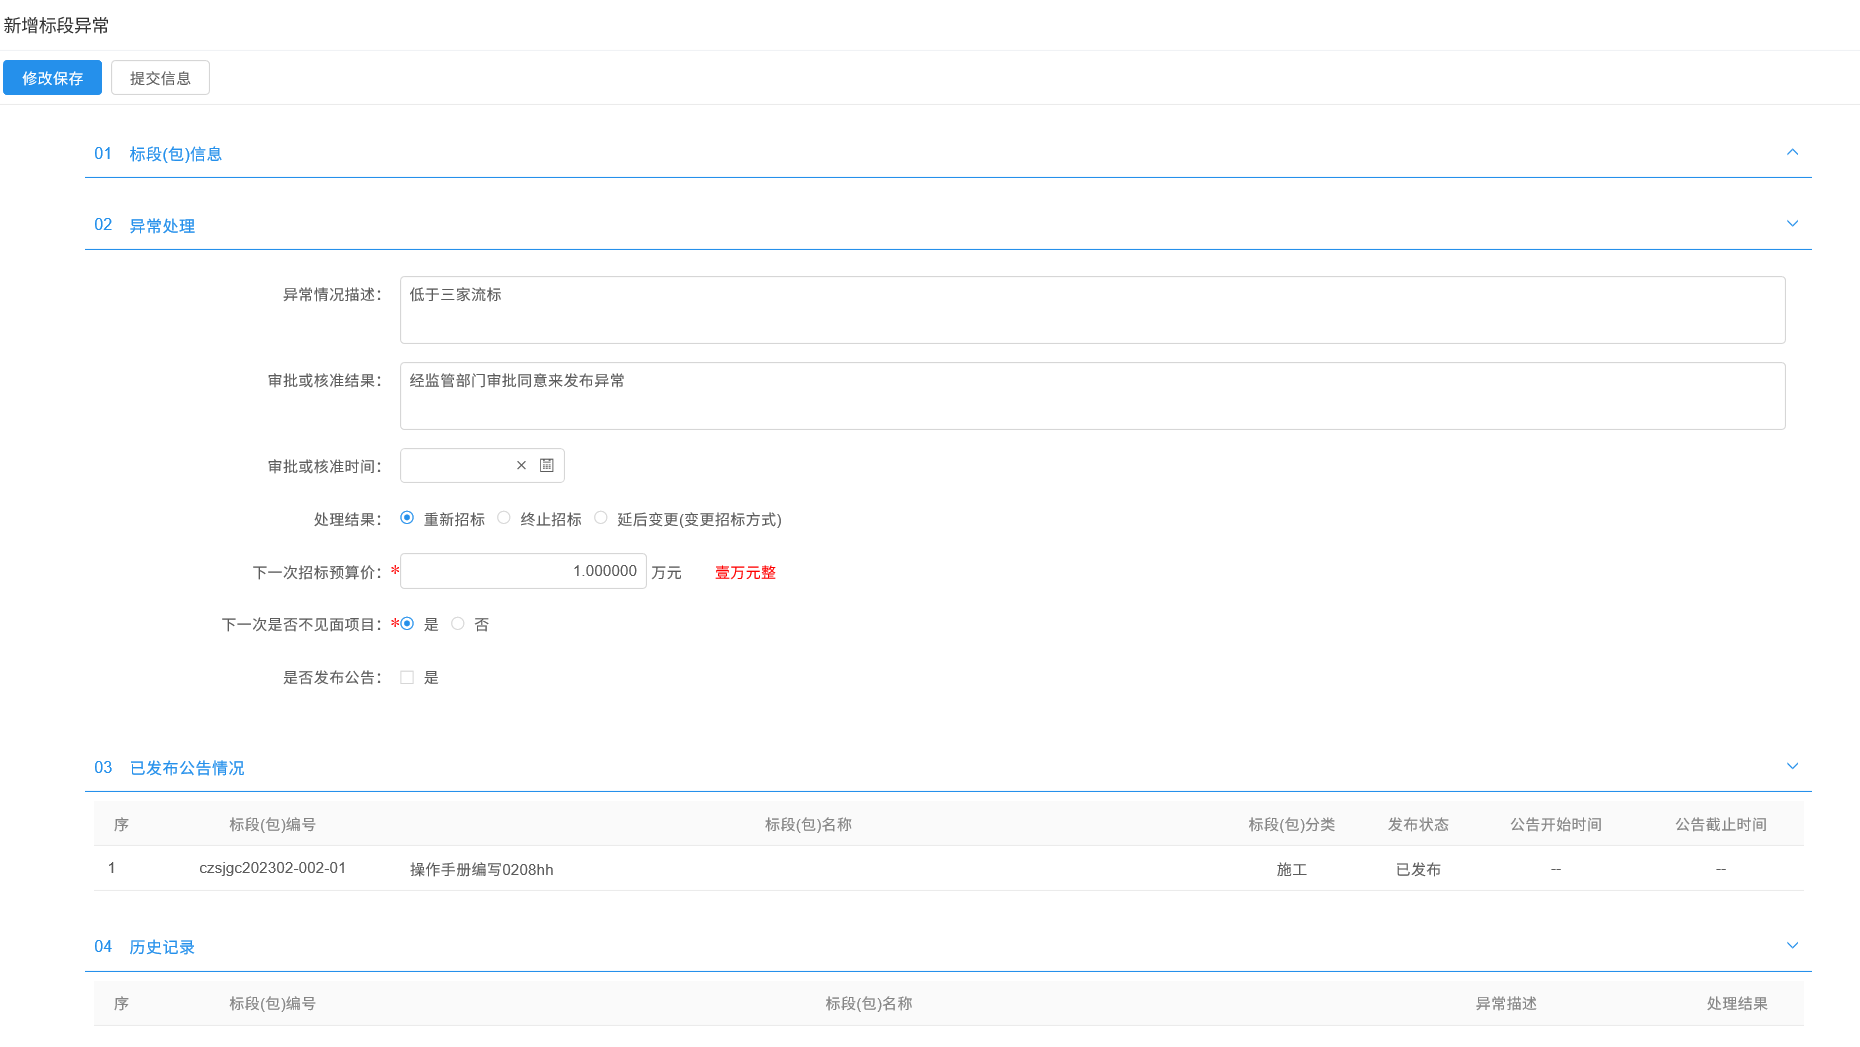 新增标段异常
修改保存 提交信息
01 标段(包)信息
02 异常处理
异常情况描述： 低于三家流标
审批或核准结果： 经监管部门审批同意来发布异常
审批或核准时间：
处理结果： 重新招标 终止招标 延后变更(变更招标方式)
下一次招标预算价：* 1.000000 万元 壹万元整
下一次是否不见面项目：* 是 否
是否发布公告： 是
03 已发布公告情况
序 标段(包)编号 标段(包)名称 标段(包)分类 发布状态 公告开始时间 公告截止时间
1 czsjgc202302-002-01 操作手册编写0208hh 施工 已发布 -- --
04 历史记录
序 标段(包)编号 标段(包)名称 异常描述 处理结果